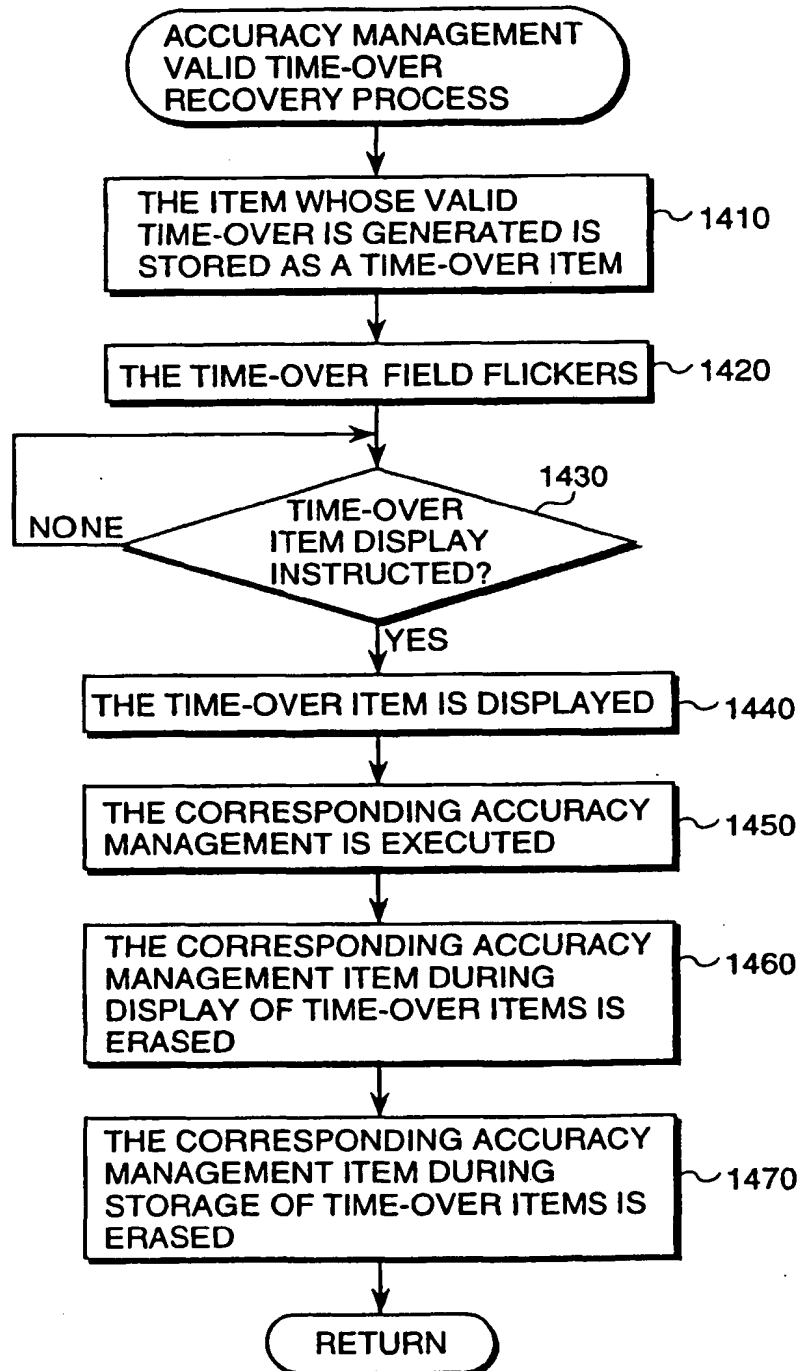 ACCURACY MANAGEMENT
VALID TIME-OVER
RECOVERY PROCESS
THE ITEM WHOSE VALID
TIME-OVER IS GENERATED IS
STORED AS A TIME-OVER ITEM
1410
THE TIME-OVER FIELD FLICKERS
1420
1430
NONE
TIME-OVER
ITEM DISPLAY
INSTRUCTED?
YES
THE TIME-OVER ITEM IS DISPLAYED
1440
THE CORRESPONDING ACCURACY
MANAGEMENT IS EXECUTED
1450
THE CORRESPONDING ACCURACY
MANAGEMENT ITEM DURING
DISPLAY OF TIME-OVER ITEMS IS
ERASED
1460
THE CORRESPONDING ACCURACY
MANAGEMENT ITEM DURING
STORAGE OF TIME-OVER ITEMS IS
ERASED
1470
RETURN